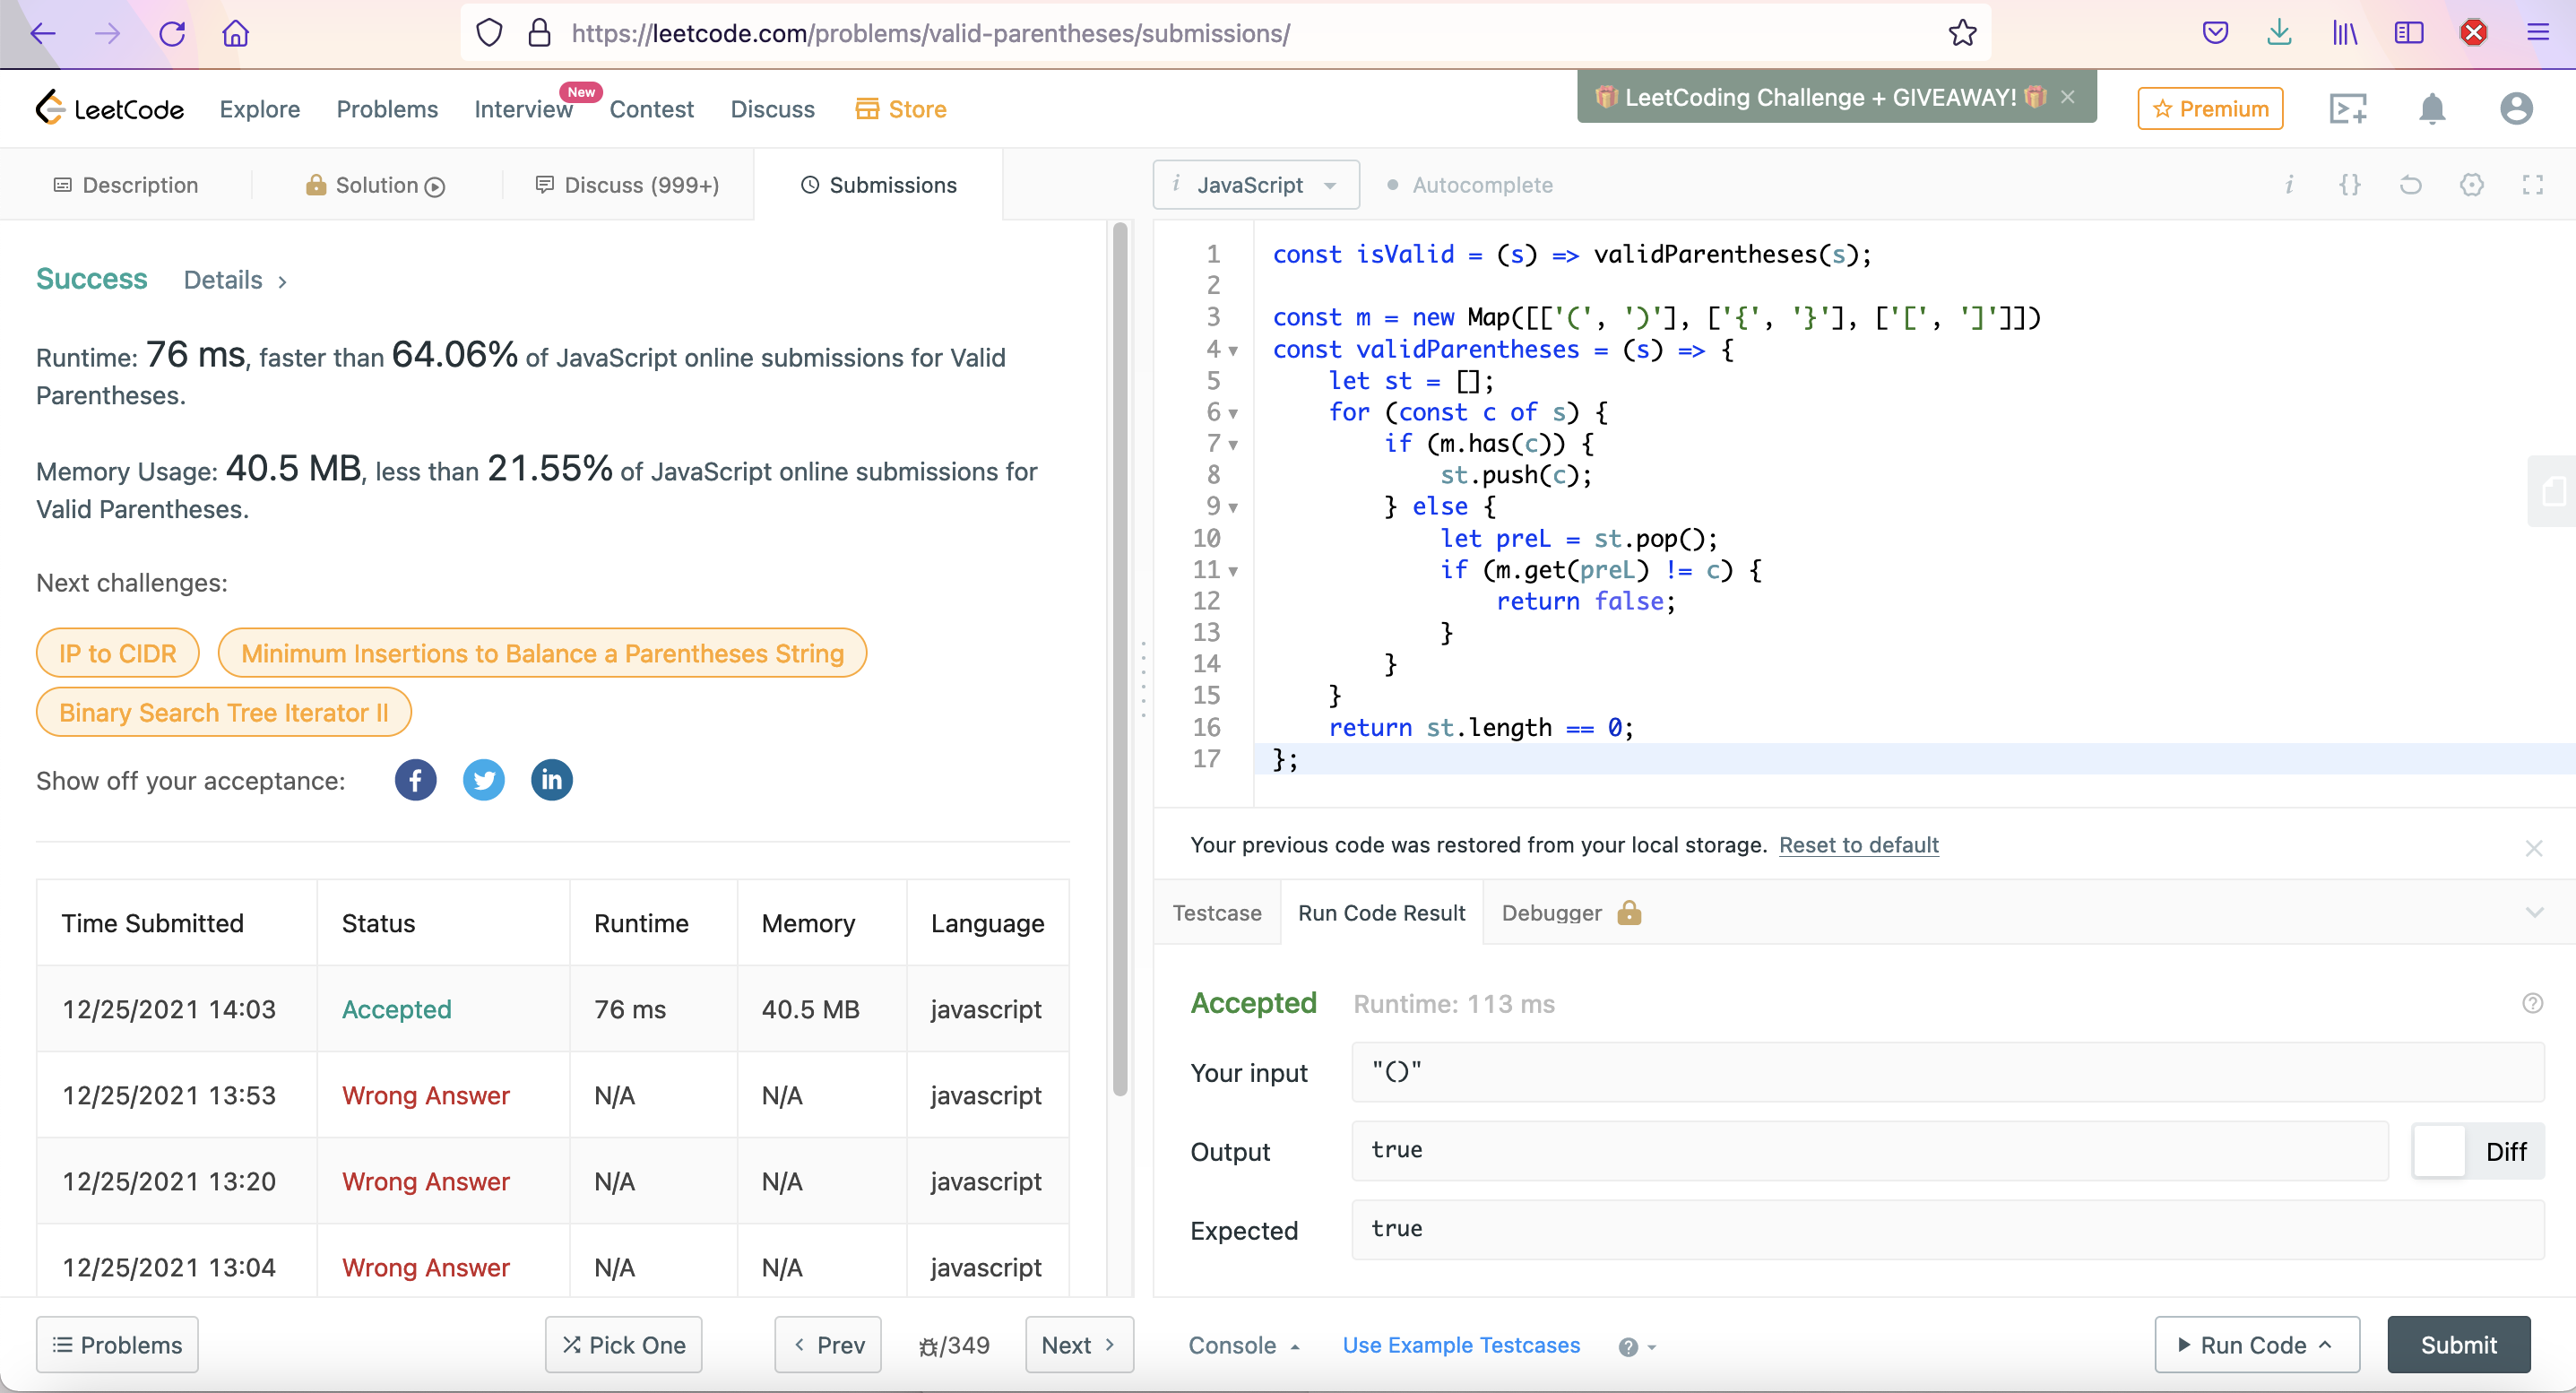 https://leetcode.com/problems/valid-parentheses/submissions/
LeetCode Explore Problems Interview New Contest Discuss Store
LeetCoding Challenge + GIVEAWAY! ×
Premium
Description Solution Discuss (999+) Submissions
i JavaScript Autocomplete
i {}
Success Details >
Runtime: 76 ms, faster than 64.06% of JavaScript online submissions for Valid
Parentheses.
Memory Usage: 40.5 MB, less than 21.55% of JavaScript online submissions for
Valid Parentheses.
Next challenges:
IP to CIDR Minimum Insertions to Balance a Parentheses String
Binary Search Tree Iterator II
Show off your acceptance: f in
Time Submitted Status Runtime Memory Language
12/25/2021 14:03 Accepted 76 ms 40.5 MB javascript
12/25/2021 13:53 Wrong Answer N/A N/A javascript
12/25/2021 13:20 Wrong Answer N/A N/A javascript
12/25/2021 13:04 Wrong Answer N/A N/A javascript
Problems Pick One < Prev /349 Next >
1 const isValid = (s) => validParentheses(s);
2
3 const m = new Map([['(', ')'], ['{', '}'], ['[', ']']])
4 const validParentheses = (s) => {
5     let st = [];
6     for (const c of s) {
7         if (m.has(c)) {
8             st.push(c);
9         } else {
10             let preL = st.pop();
11             if (m.get(preL) != c) {
12                 return false;
13             }
14         }
15     }
16     return st.length == 0;
17 };
Your previous code was restored from your local storage. Reset to default
Testcase Run Code Result Debugger
Accepted Runtime: 113 ms ?
Your input "()"
Output true Diff
Expected true
Console Use Example Testcases ? Run Code Submit